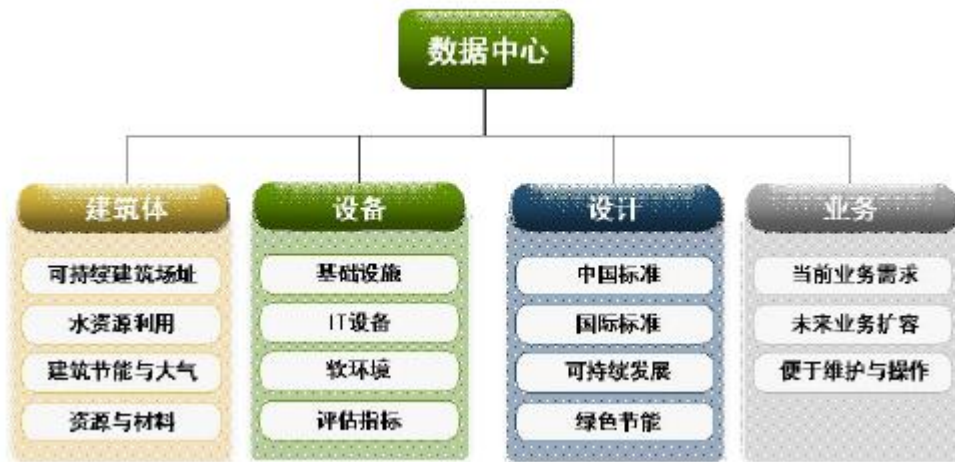 数据中心
建筑体
可持续建筑场址
水资源利用
建筑节能与大气
资源与材料
设备
基础设施
IT设备
软环境
评估指标
设计
中国标准
国际标准
可持续发展
绿色节能
业务
当前业务需求
未来业务扩容
便于维护与操作